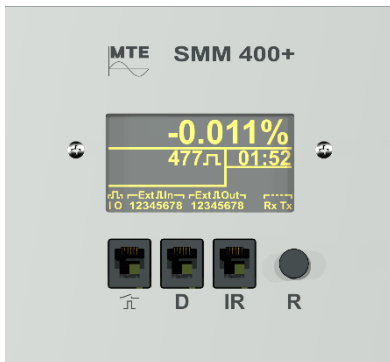 MTE SMM 400+
-0.011%
477 01:52
Ext In Ext Out
I O 12345678 12345678 Rx Tx
D IR R